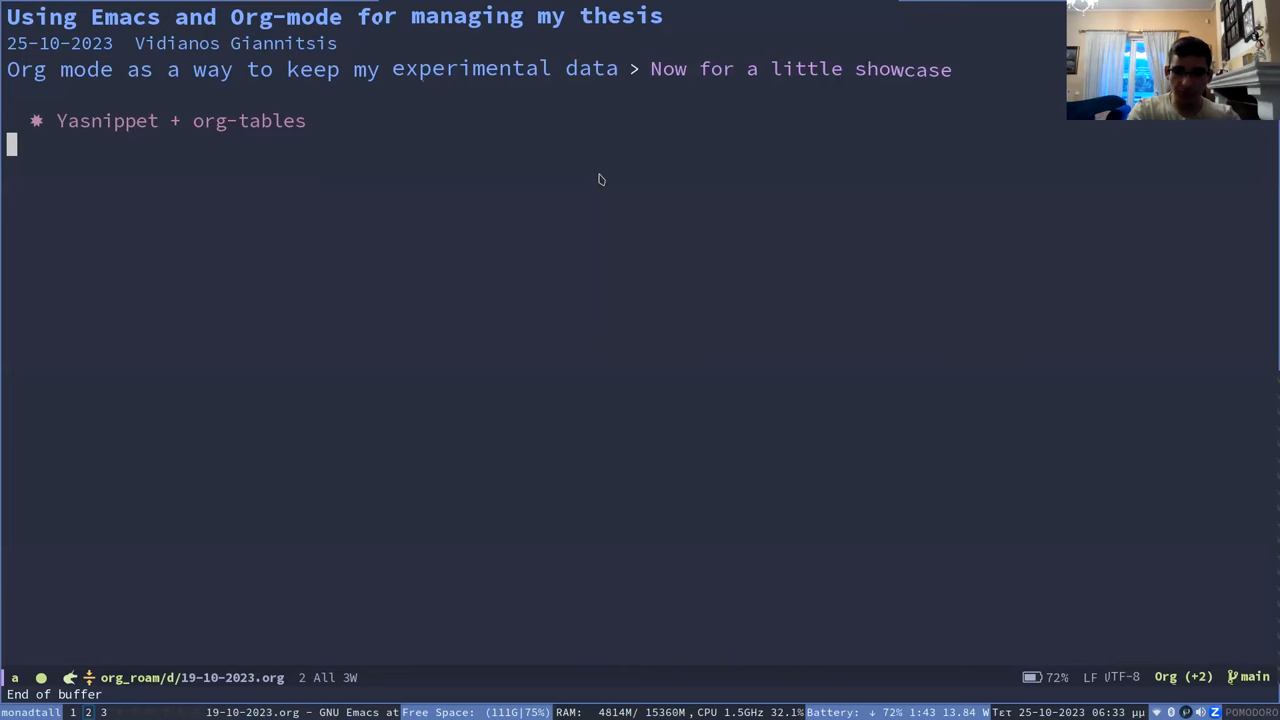 Using Emacs and Org-mode for managing my thesis
25-10-2023 Vidianos Giannitsis
Org mode as a way to keep my experimental data > Now for a little showcase
✸ Yasnippet + org-tables
a org_roam/d/19-10-2023.org 2 All 3W 72% LF UTF-8 Org (+2) main
End of buffer
monadtall 1 2 3 19-10-2023.org – GNU Emacs at Free Space: (111G|75%) RAM: 4814M/ 15360M, CPU 1.5GHz 32.1% Battery: ↓ 72% 1:43 13.84 W Τετ 25-10-2023 06:33 μμ Z POMODORO